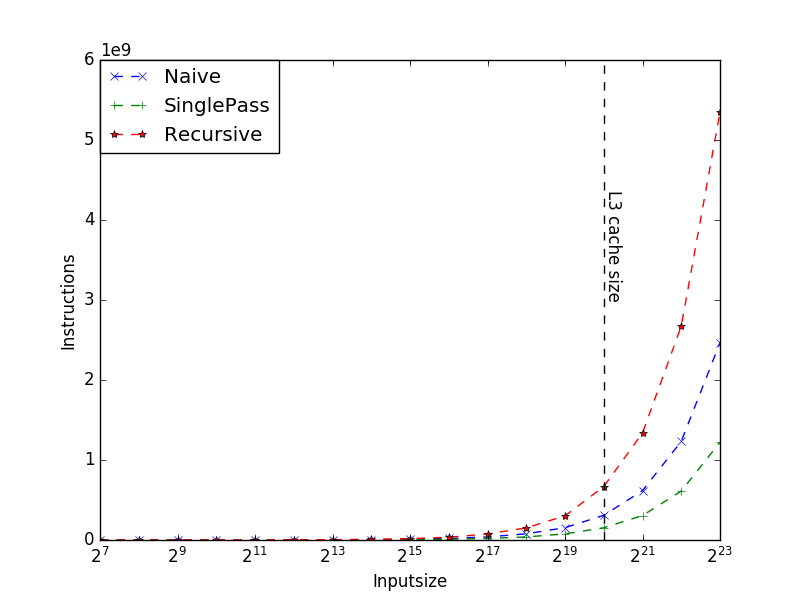 1e9
6
5
4
3
2
1
0
Naive
SinglePass
Recursive
L3 cache size
Instructions
2^7 2^9 2^11 2^13 2^15 2^17 2^19 2^21 2^23
Inputsize